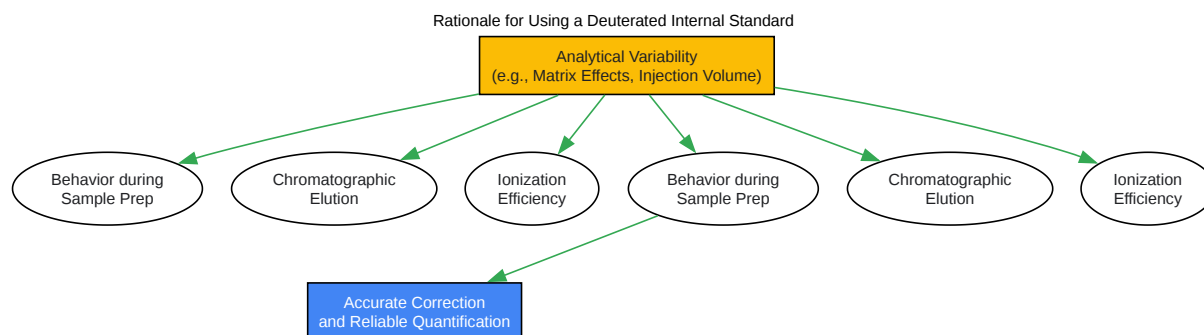 Rationale for Using a Deuterated Internal Standard
Analytical Variability
(e.g., Matrix Effects, Injection Volume)
Behavior during
Sample Prep
Chromatographic
Elution
Ionization
Efficiency
Behavior during
Sample Prep
Chromatographic
Elution
Ionization
Efficiency
Accurate Correction
and Reliable Quantification